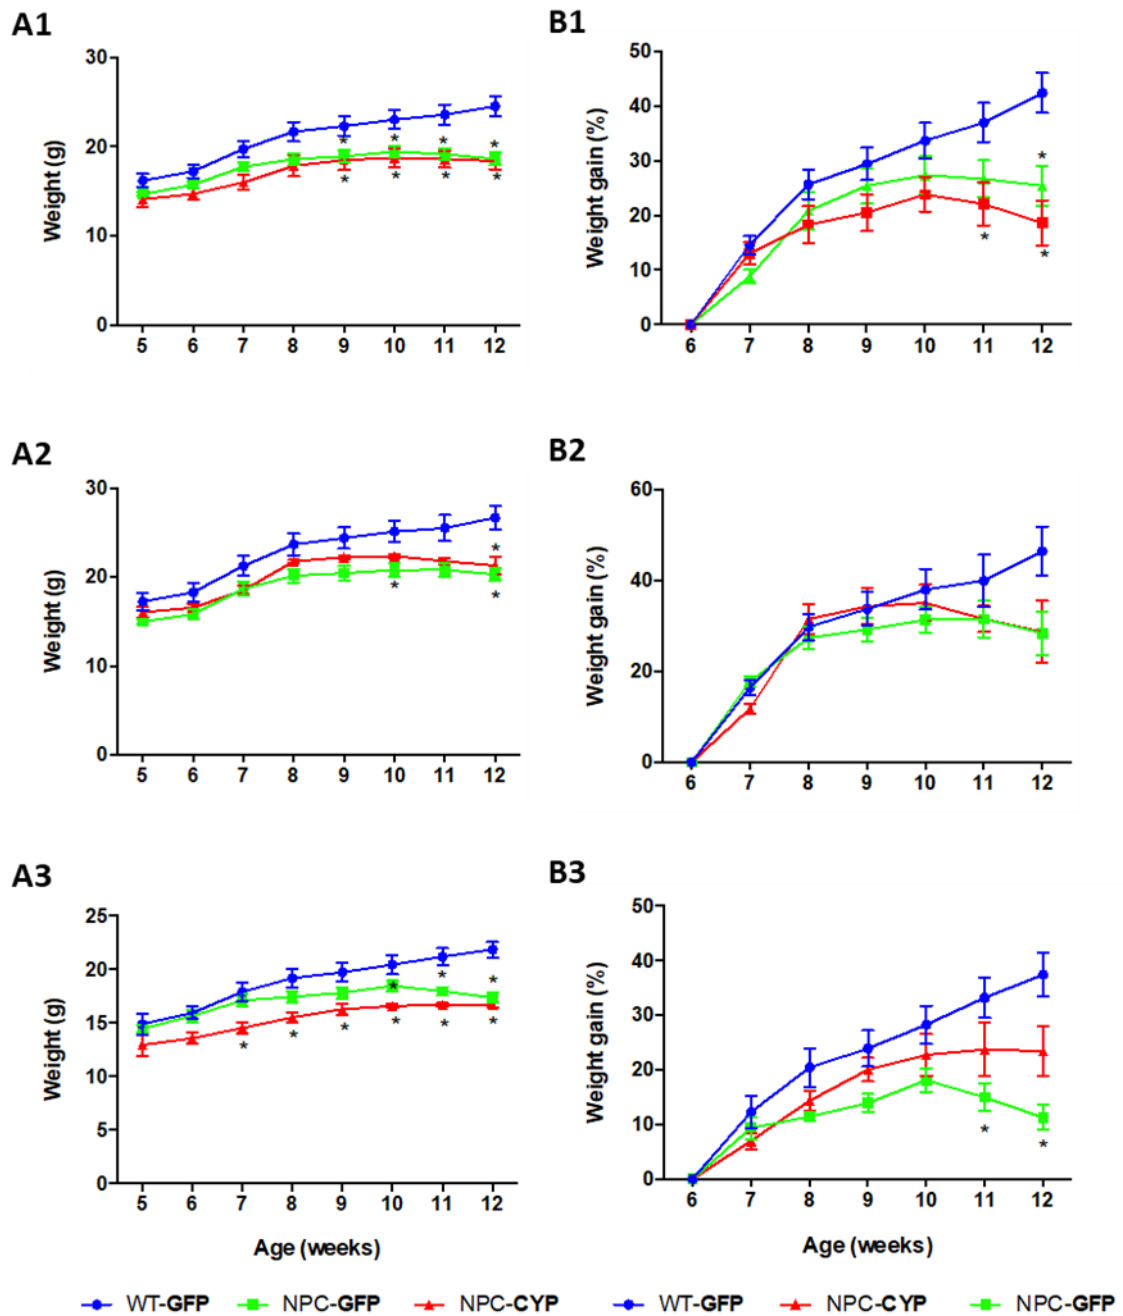 A1
B1
30
20
10
0
Weight (g)
5 6 7 8 9 10 11 12
* * * *
* * * *
50
40
30
20
10
0
Weight gain (%)
6 7 8 9 10 11 12
*
* *
A2
B2
30
20
10
0
Weight (g)
5 6 7 8 9 10 11 12
*
* *
60
40
20
0
Weight gain (%)
6 7 8 9 10 11 12
A3
B3
25
20
15
10
5
0
Weight (g)
5 6 7 8 9 10 11 12
* * *
* * * * * *
Age (weeks)
50
40
30
20
10
0
Weight gain (%)
6 7 8 9 10 11 12
* *
Age (weeks)
WT-GFP NPC-GFP NPC-CYP WT-GFP NPC-CYP NPC-GFP